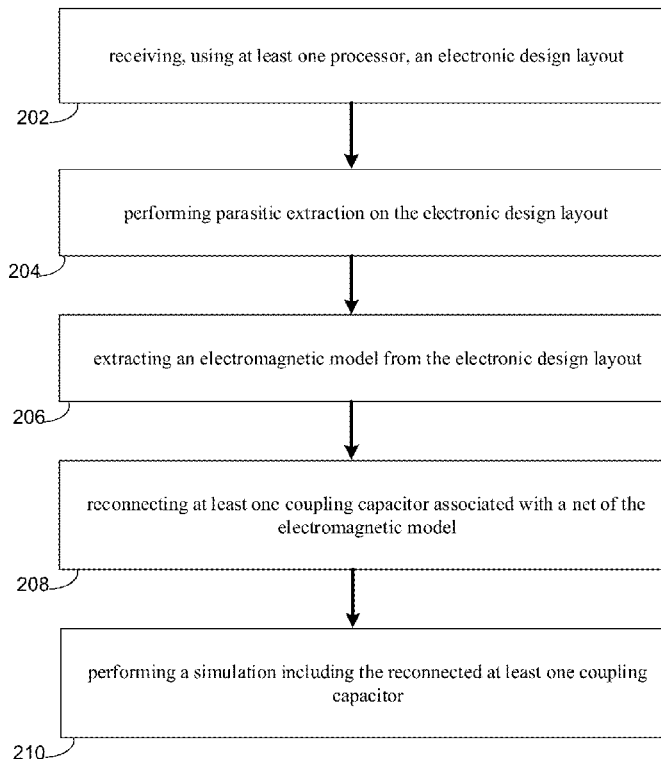 receiving, using at least one processor, an electronic design layout
202
performing parasitic extraction on the electronic design layout
204
extracting an electromagnetic model from the electronic design layout
206
reconnecting at least one coupling capacitor associated with a net of the
electromagnetic model
208
performing a simulation including the reconnected at least one coupling
capacitor
210